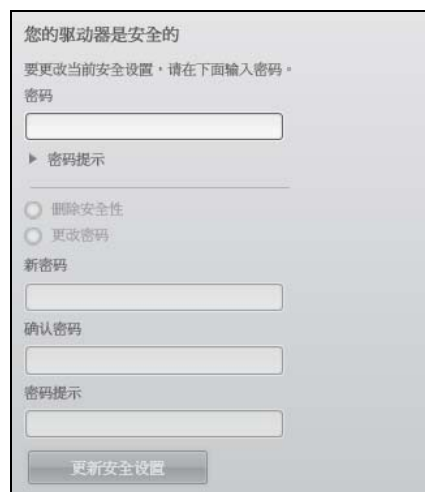 您的驱动器是安全的
要更改当前安全设置，请在下面输入密码。
密码
密码提示
删除安全性
更改密码
新密码
确认密码
密码提示
更新安全设置